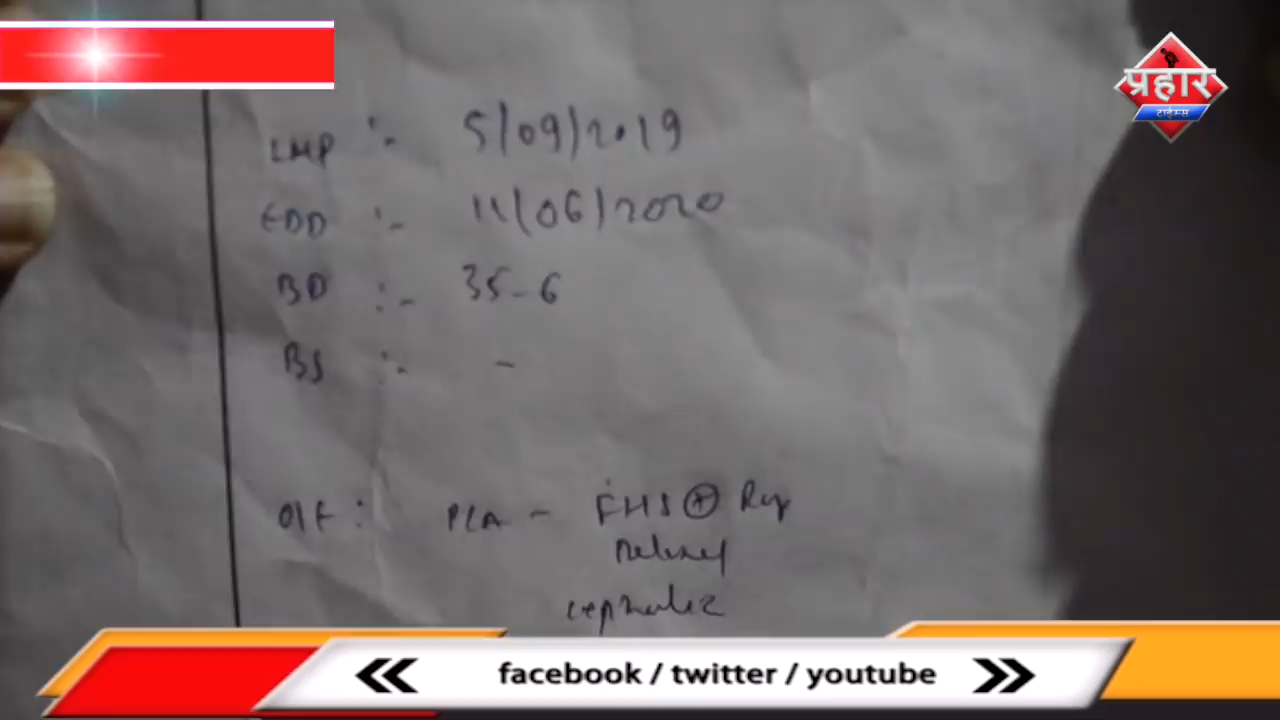 प्रहार
टाईम्स
LMP :- 5/09/2019
EDD :- 11/06/2020
BD :- 35-6
BS :- -
O/E : P/A - FHS ⊕ Reg
cephalic
facebook / twitter / youtube